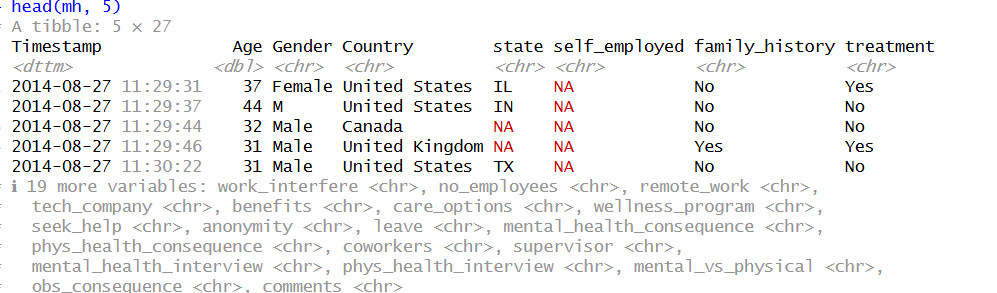 head(mh, 5)
A tibble: 5 × 27
Timestamp Age Gender Country state self_employed family_history treatment
<dttm> <dbl> <chr> <chr> <chr> <chr> <chr> <chr>
2014-08-27 11:29:31 37 Female United States IL NA No Yes
2014-08-27 11:29:37 44 M United States IN NA No No
2014-08-27 11:29:44 32 Male Canada NA NA No No
2014-08-27 11:29:46 31 Male United Kingdom NA NA Yes Yes
2014-08-27 11:30:22 31 Male United States TX NA No No
ℹ 19 more variables: work_interfere <chr>, no_employees <chr>, remote_work <chr>,
tech_company <chr>, benefits <chr>, care_options <chr>, wellness_program <chr>,
seek_help <chr>, anonymity <chr>, leave <chr>, mental_health_consequence <chr>,
phys_health_consequence <chr>, coworkers <chr>, supervisor <chr>,
mental_health_interview <chr>, phys_health_interview <chr>, mental_vs_physical <chr>,
obs_consequence <chr>, comments <chr>